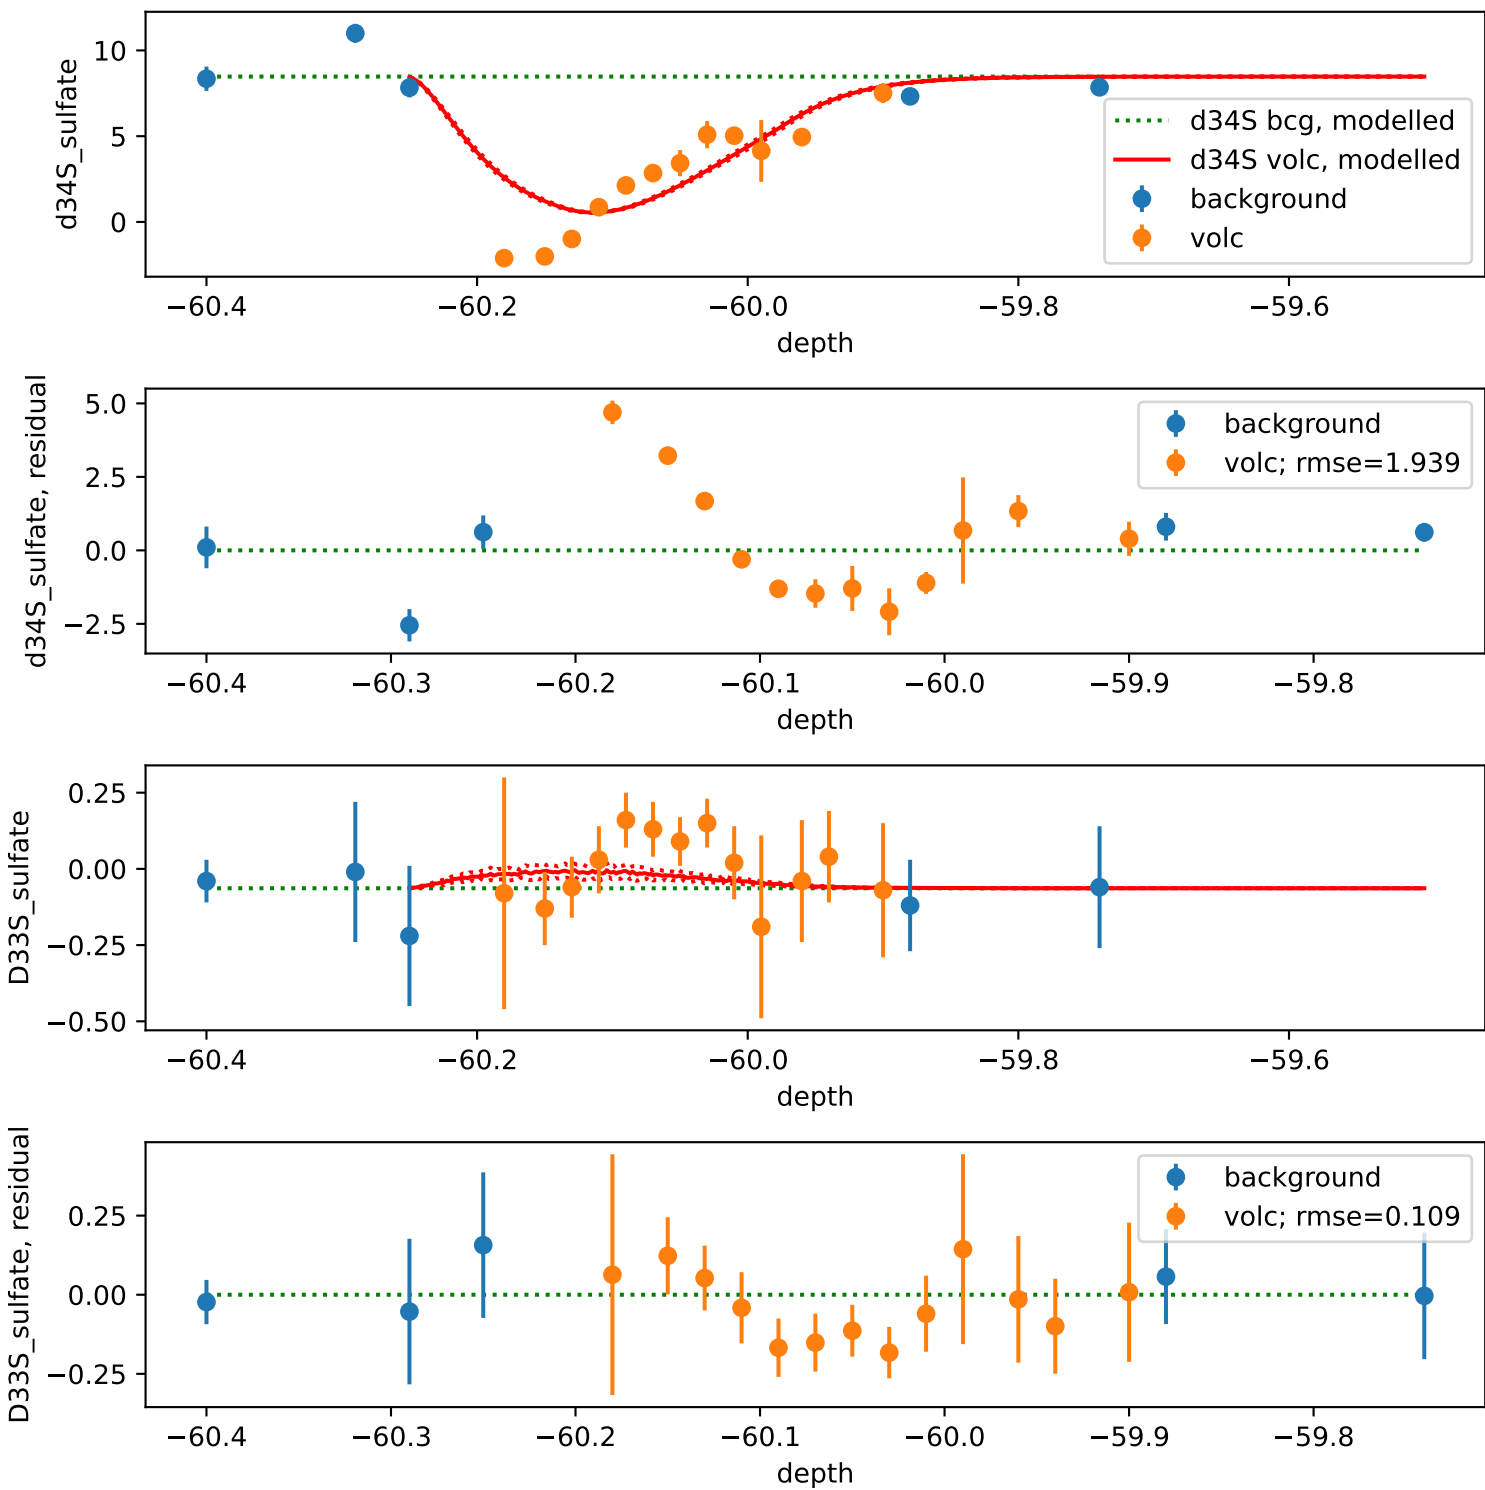 d34S_sulfate
10
5
0
d34S bcg, modelled
d34S volc, modelled
background
volc
−60.4 −60.2 −60.0 −59.8 −59.6
depth
d34S_sulfate, residual
5.0
2.5
0.0
−2.5
background
volc; rmse=1.939
−60.4 −60.3 −60.2 −60.1 −60.0 −59.9 −59.8
depth
D33S_sulfate
0.25
0.00
−0.25
−0.50
−60.4 −60.2 −60.0 −59.8 −59.6
depth
D33S_sulfate, residual
0.25
0.00
−0.25
background
volc; rmse=0.109
−60.4 −60.3 −60.2 −60.1 −60.0 −59.9 −59.8
depth